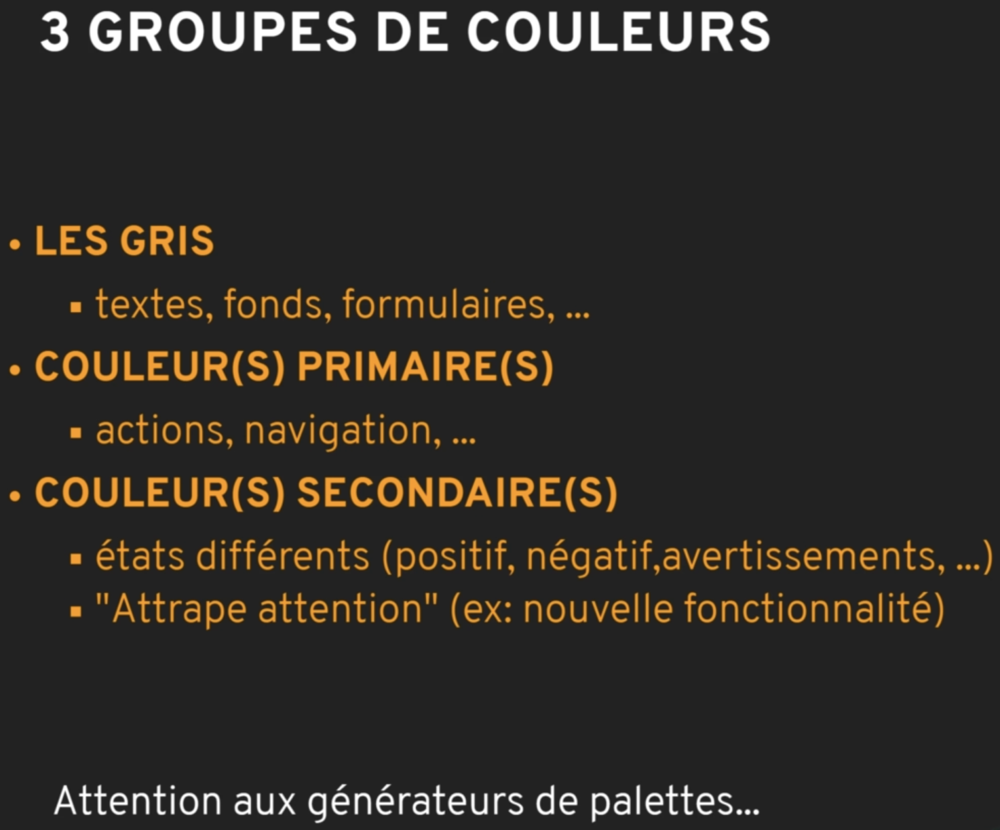 3 GROUPES DE COULEURS
• LES GRIS
▪ textes, fonds, formulaires, ...
• COULEUR(S) PRIMAIRE(S)
▪ actions, navigation, ...
• COULEUR(S) SECONDAIRE(S)
▪ états différents (positif, négatif,avertissements, ...)
▪ "Attrape attention" (ex: nouvelle fonctionnalité)
Attention aux générateurs de palettes...